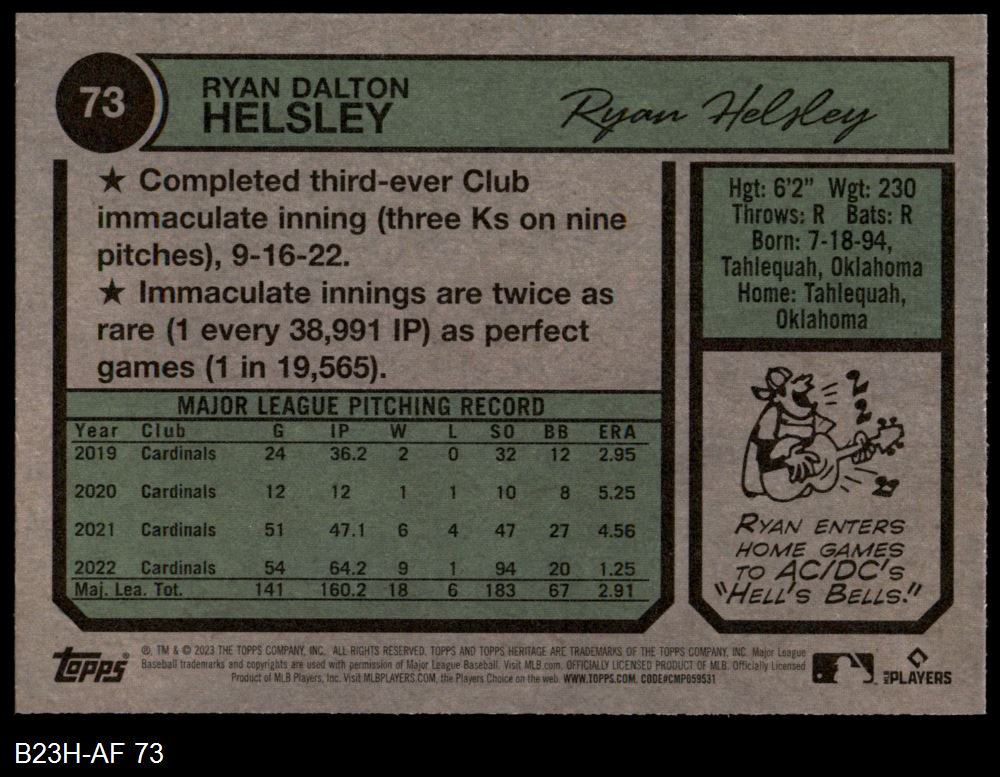 73
RYAN DALTON
HELSLEY
Ryan Helsley
★ Completed third-ever Club
immaculate inning (three Ks on nine
pitches), 9-16-22.
★ Immaculate innings are twice as
rare (1 every 38,991 IP) as perfect
games (1 in 19,565).
MAJOR LEAGUE PITCHING RECORD
Year Club G IP W L SO BB ERA
2019 Cardinals 24 36.2 2 0 32 12 2.95
2020 Cardinals 12 12 1 1 10 8 5.25
2021 Cardinals 51 47.1 6 4 47 27 4.56
2022 Cardinals 54 64.2 9 1 94 20 1.25
Maj. Lea. Tot. 141 160.2 18 6 183 67 2.91
Hgt: 6'2" Wgt: 230
Throws: R Bats: R
Born: 7-18-94,
Tahlequah, Oklahoma
Home: Tahlequah,
Oklahoma
RYAN ENTERS
HOME GAMES
TO AC/DC'S
"HELL'S BELLS."
TOPPS
®, TM & © 2023 THE TOPPS COMPANY, INC. ALL RIGHTS RESERVED. TOPPS AND TOPPS HERITAGE ARE TRADEMARKS OF THE TOPPS COMPANY, INC. Major League
Baseball trademarks and copyrights are used with permission of Major League Baseball. Visit MLB.com. OFFICIALLY LICENSED PRODUCT OF MLB. Officially Licensed
Product of MLB Players, Inc. Visit MLBPLAYERS.COM, the Players Choice on the web. WWW.TOPPS.COM. CODE#CMP059531
MLB PLAYERS
B23H-AF 73